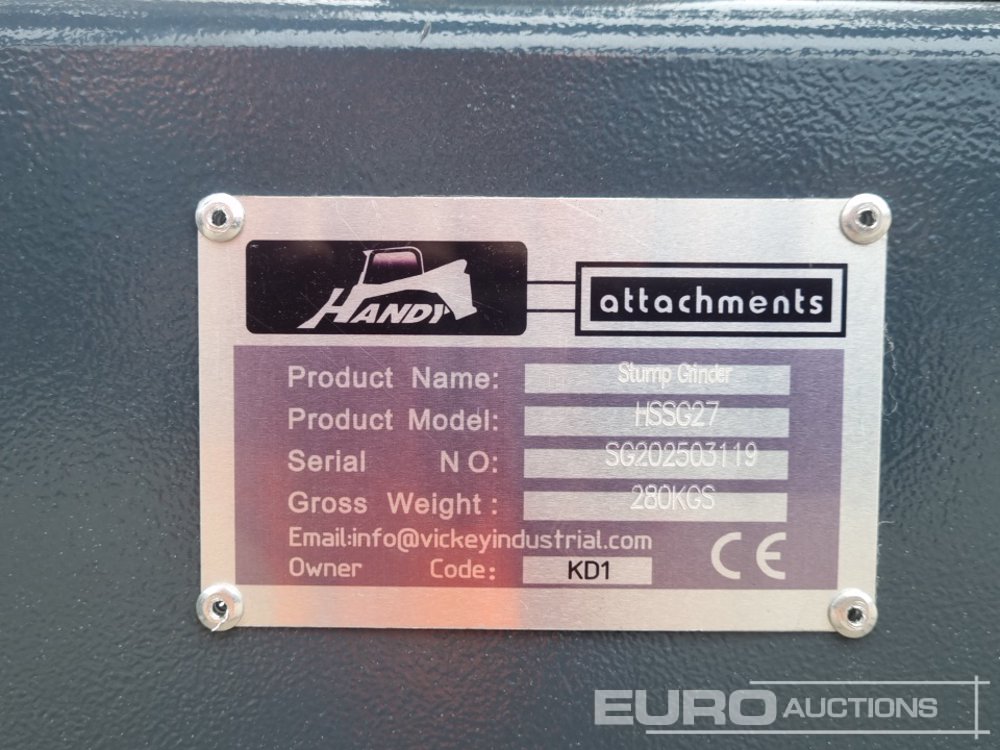 HANDY
attachments
Product Name: Stump Grinder
Product Model: HSSG27
Serial NO: SG202503119
Gross Weight: 280KGS
Email:info@vickeyindustrial.com
Owner Code: KD1
CE
EURO AUCTIONS